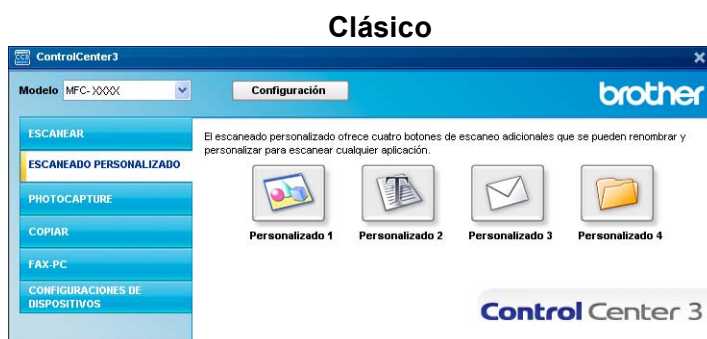 Clásico
ControlCenter3
Modelo MFC-XXXX Configuración brother
ESCANEAR
ESCANEADO PERSONALIZADO
PHOTOCAPTURE
COPIAR
FAX-PC
CONFIGURACIONES DE
DISPOSITIVOS
El escaneado personalizado ofrece cuatro botones de escaneo adicionales que se pueden renombrar y
personalizar para escanear cualquier aplicación.
Personalizado 1 Personalizado 2 Personalizado 3 Personalizado 4
Control Center 3